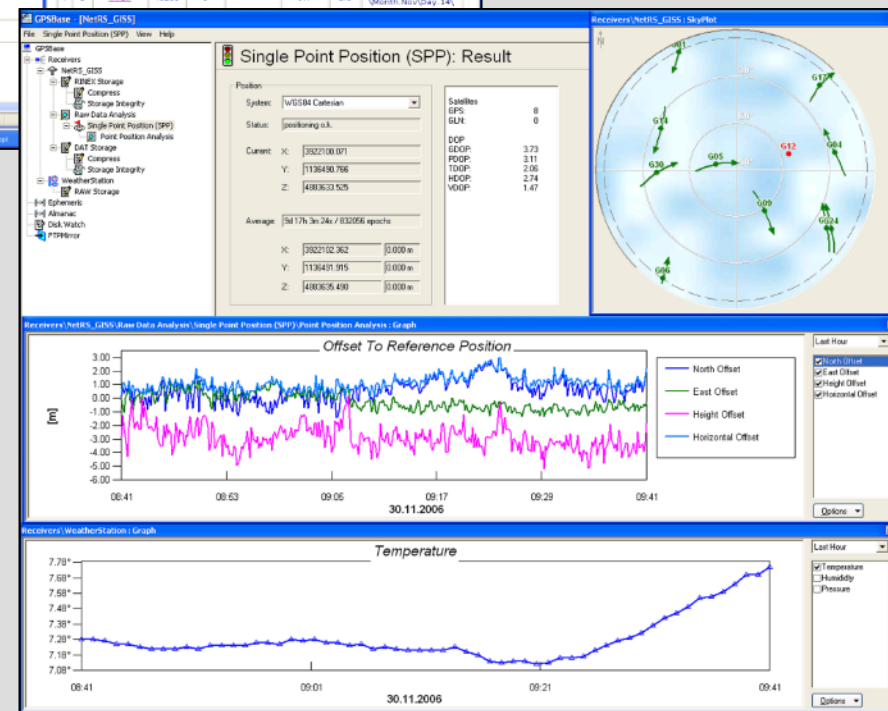 \Month.Nov\Day.14\
GPSBase - [NetRS_GISS]
File Single Point Position (SPP) View Help
GPSBase
Receivers
NetRS_GISS
RINEX Storage
Compress
Storage Integrity
Raw Data Analysis
Single Point Position (SPP)
Point Position Analysis
DAT Storage
Compress
Storage Integrity
WeatherStation
RAW Storage
Ephemeris
Almanac
Disk Watch
FTPMirror
Single Point Position (SPP): Result
Position
System: WGS84 Cartesian
Status: positioning o.k.
Current: X: 3922100.071
Y: 1136490.766
Z: 4883633.525
Average: 9d 17h 3m 24s / 832056 epochs
X: 3922102.362 0.000 m
Y: 1136491.915 0.000 m
Z: 4883635.490 0.000 m
Satellites
GPS: 8
GLN: 0
DOP
GDOP: 3.73
PDOP: 3.11
TDOP: 2.06
HDOP: 2.74
VDOP: 1.47
Receivers\NetRS_GISS : SkyPlot
N
G01
G17
G14
G12
G04
G30
G05
G09
G24
G06
Receivers\NetRS_GISS\Raw Data Analysis\Single Point Position (SPP)\Point Position Analysis : Graph
Offset To Reference Position
[m]
3.00
2.00
1.00
0.00
-1.00
-2.00
-3.00
-4.00
-5.00
-6.00
08:41 08:53 09:05 09:17 09:29 09:41
30.11.2006
North Offset
East Offset
Height Offset
Horizontal Offset
Last Hour
North Offset
East Offset
Height Offset
Horizontal Offset
Options
Receivers\WeatherStation : Graph
Temperature
7.78°
7.68°
7.58°
7.48°
7.38°
7.28°
7.18°
7.08°
08:41 09:01 09:21 09:41
30.11.2006
Last Hour
Temperature
Humidity
Pressure
Options